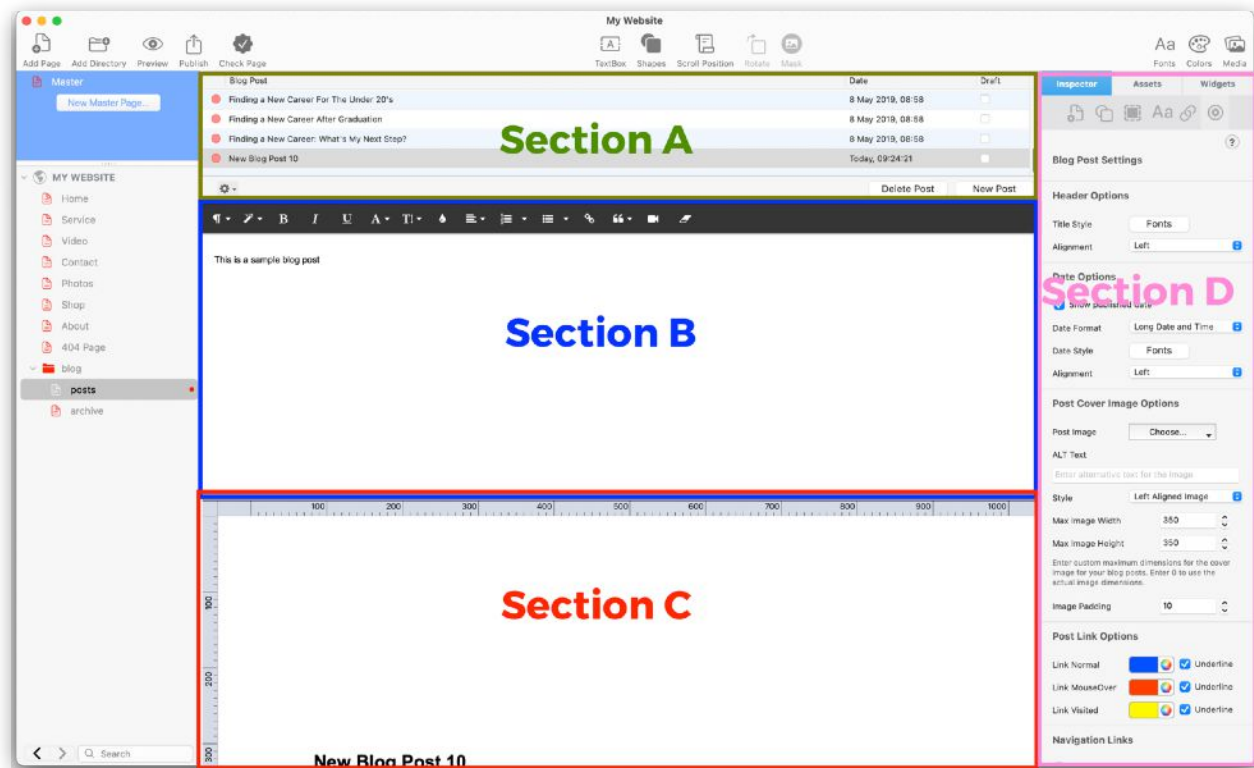 My Website
Add Page Add Directory Preview Publish Check Page TextBox Shapes Scroll Position Rotate Mask Fonts Colors Media
Master
New Master Page...
MY WEBSITE
Home
Service
Video
Contact
Photos
Shop
About
404 Page
blog
posts
archive
Search
Blog Post Date Draft
Finding a New Career For The Under 20's 8 May 2019, 08:58
Finding a New Career After Graduation 8 May 2019, 08:58
Finding a New Career: What's My Next Step? 8 May 2019, 08:58
New Blog Post 10 Today, 09:24:21
Section A
Delete Post New Post
B I U A T
This is a sample blog post
Section B
100 200 300 400 500 600 700 800 900 1000
100
200
300
Section C
New Blog Post 10
Inspector Assets Widgets
Aa
?
Blog Post Settings
Header Options
Title Style Fonts
Alignment Left
Date Options
Section D
Show published date
Date Format Long Date and Time
Date Style Fonts
Alignment Left
Post Cover Image Options
Post Image Choose...
ALT Text
Enter alternative text for the image
Style Left Aligned Image
Max Image Width 350
Max Image Height 350
Enter custom maximum dimensions for the cover
image for your blog posts. Enter 0 to use the
actual image dimensions.
Image Padding 10
Post Link Options
Link Normal Underline
Link MouseOver Underline
Link Visited Underline
Navigation Links